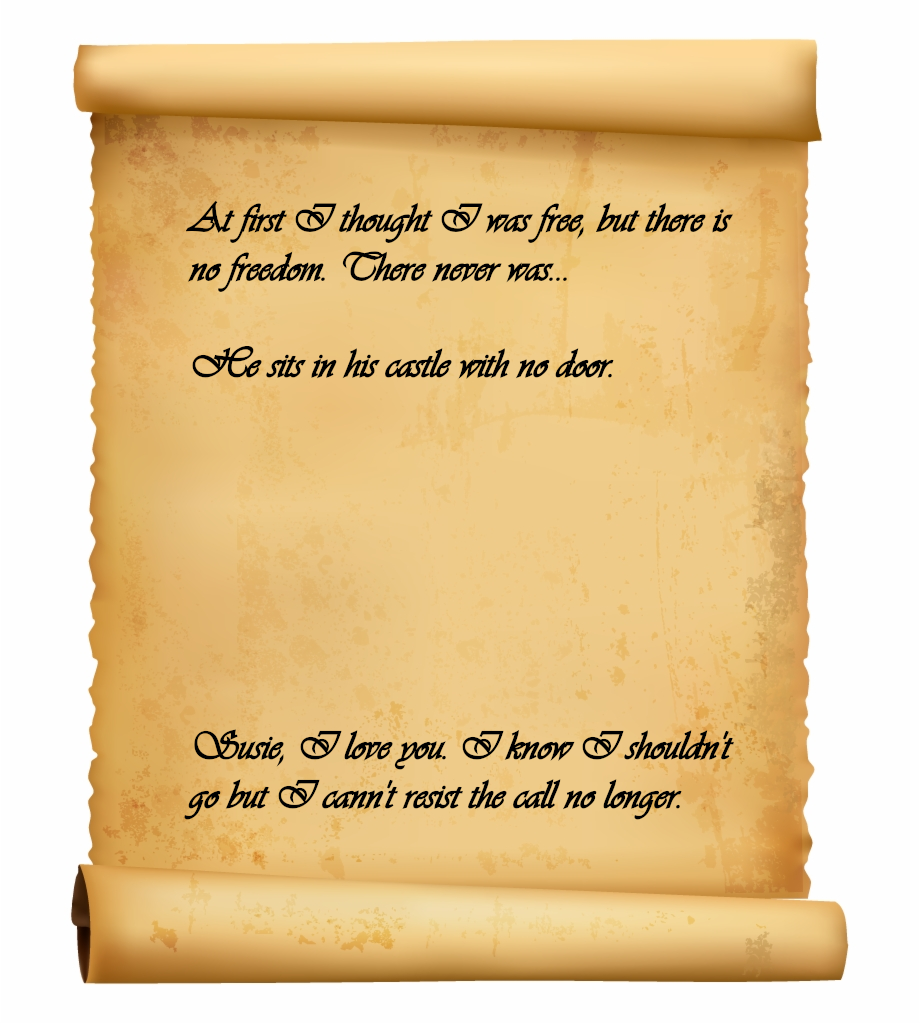 At first I thought I was free, but there is
no freedom. There never was...
He sits in his castle with no door.
Susie, I love you. I know I shouldn't
go but I cann't resist the call no longer.